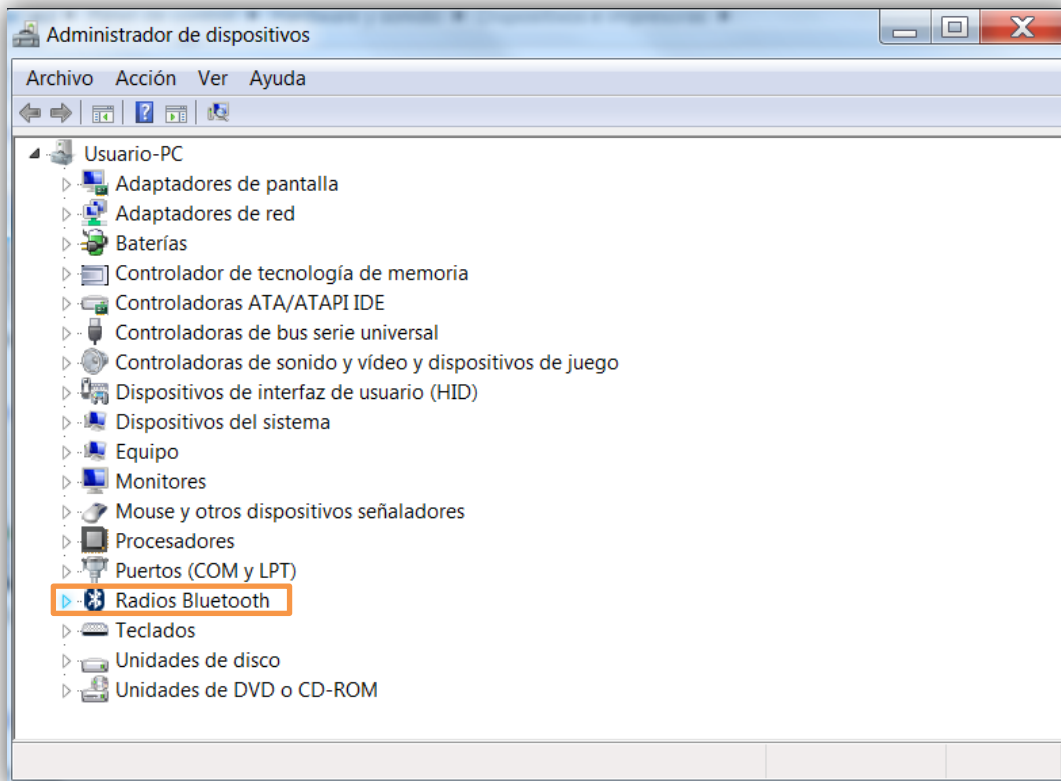 Administrador de dispositivos
Archivo Acción Ver Ayuda
Usuario-PC
Adaptadores de pantalla
Adaptadores de red
Baterías
Controlador de tecnología de memoria
Controladoras ATA/ATAPI IDE
Controladoras de bus serie universal
Controladoras de sonido y vídeo y dispositivos de juego
Dispositivos de interfaz de usuario (HID)
Dispositivos del sistema
Equipo
Monitores
Mouse y otros dispositivos señaladores
Procesadores
Puertos (COM y LPT)
Radios Bluetooth
Teclados
Unidades de disco
Unidades de DVD o CD-ROM